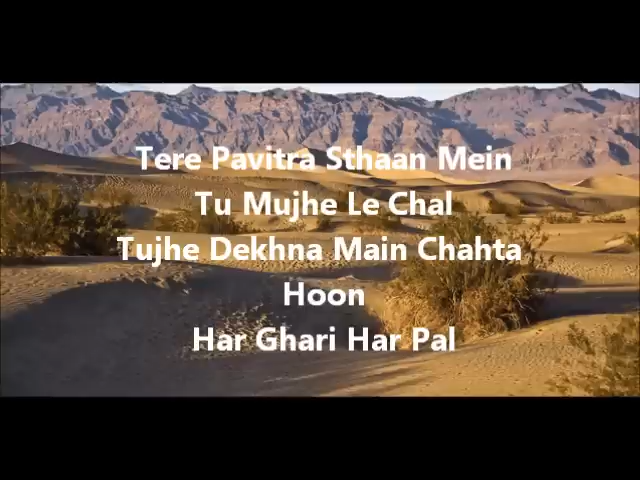 Tere Pavitra Sthaan Mein
Tu Mujhe Le Chal
Tujhe Dekhna Main Chahta
Hoon
Har Ghari Har Pal